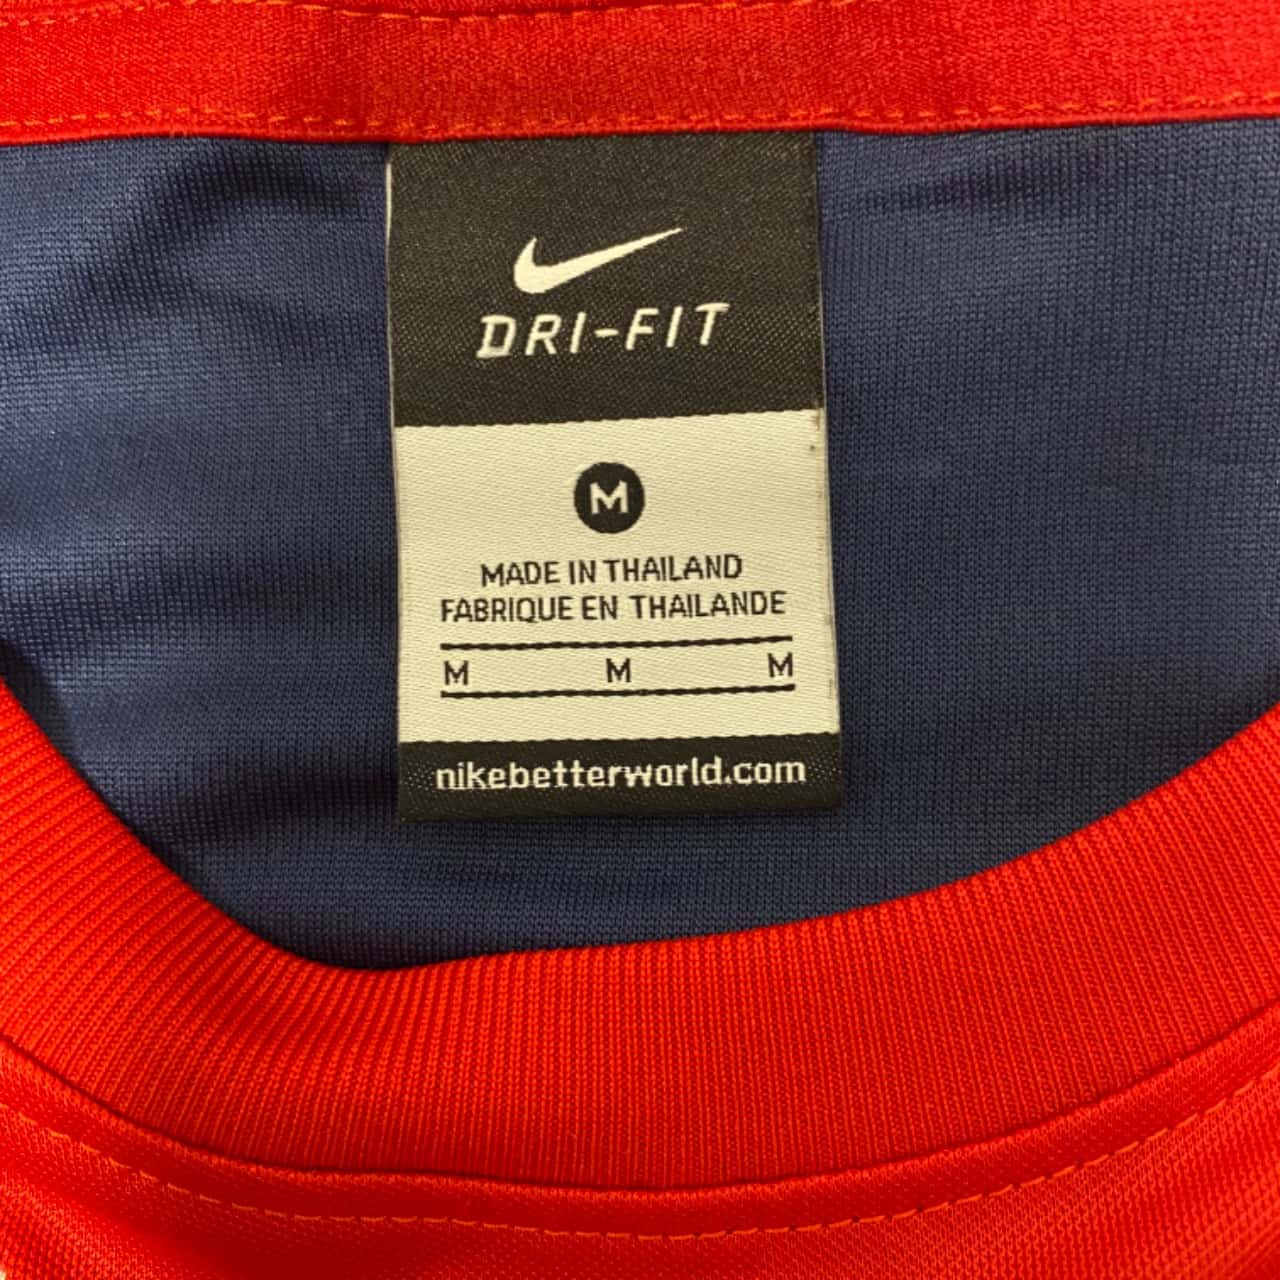 DRI-FIT
M
MADE IN THAILAND
FABRIQUE EN THAILANDE
M M M
nikebetterworld.com